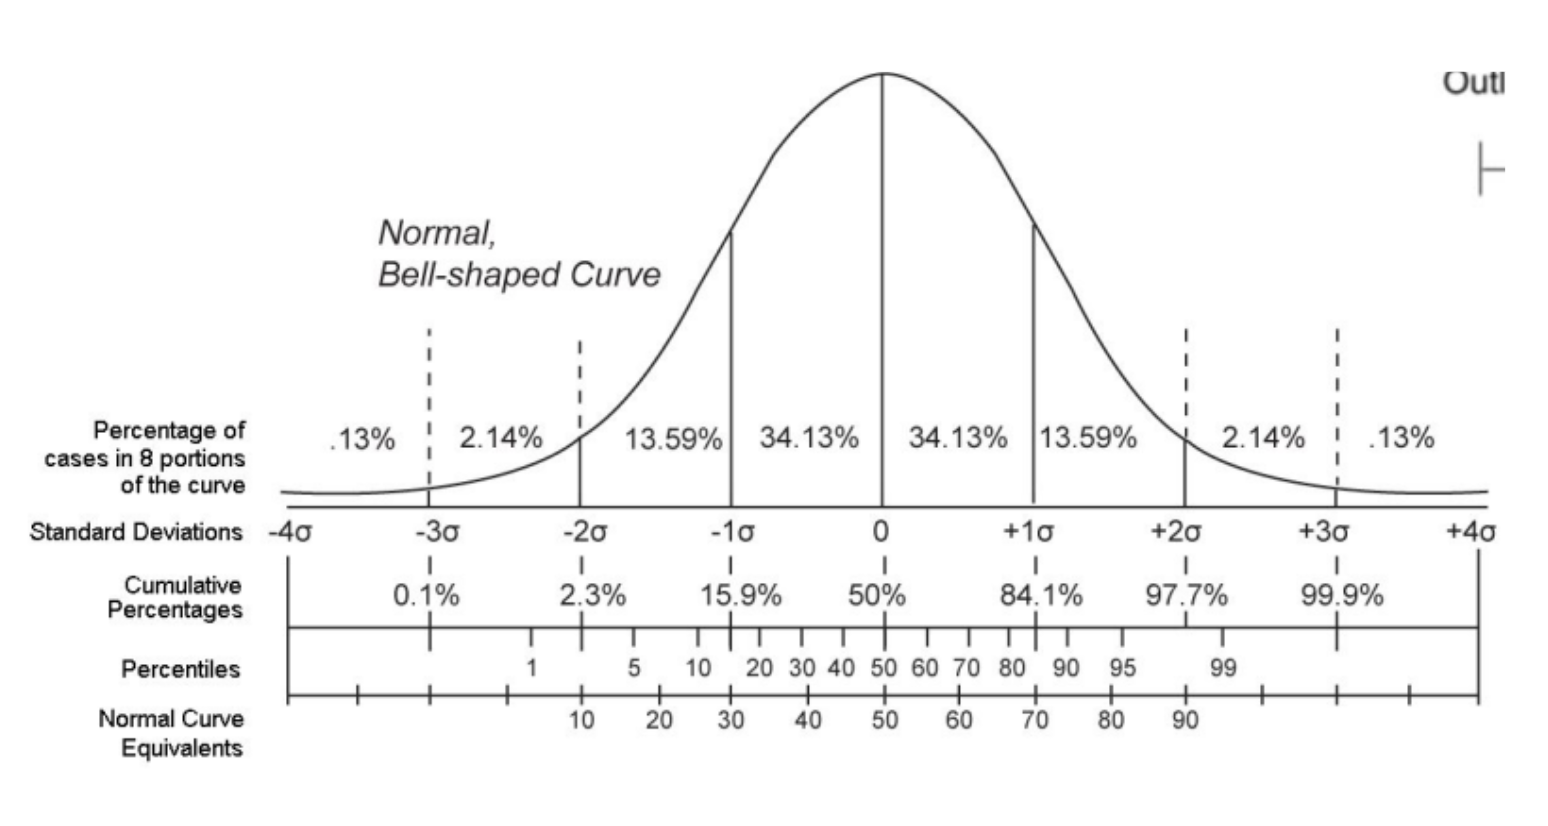 Outl
Normal,
Bell-shaped Curve
Percentage of
cases in 8 portions
of the curve
.13% 2.14% 13.59% 34.13% 34.13% 13.59% 2.14% .13%
Standard Deviations -4σ -3σ -2σ -1σ 0 +1σ +2σ +3σ +4σ
Cumulative
Percentages
0.1% 2.3% 15.9% 50% 84.1% 97.7% 99.9%
Percentiles 1 5 10 20 30 40 50 60 70 80 90 95 99
Normal Curve
Equivalents
10 20 30 40 50 60 70 80 90